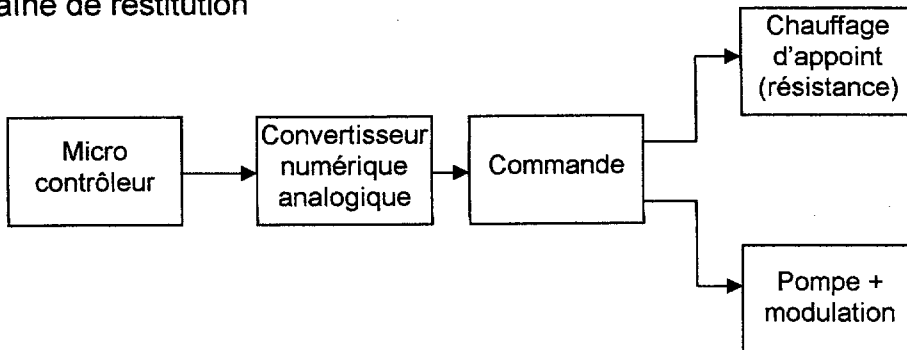 aîne de restitution
Chauffage
d'appoint
(résistance)
Micro
contrôleur
Convertisseur
numérique
analogique
Commande
Pompe +
modulation